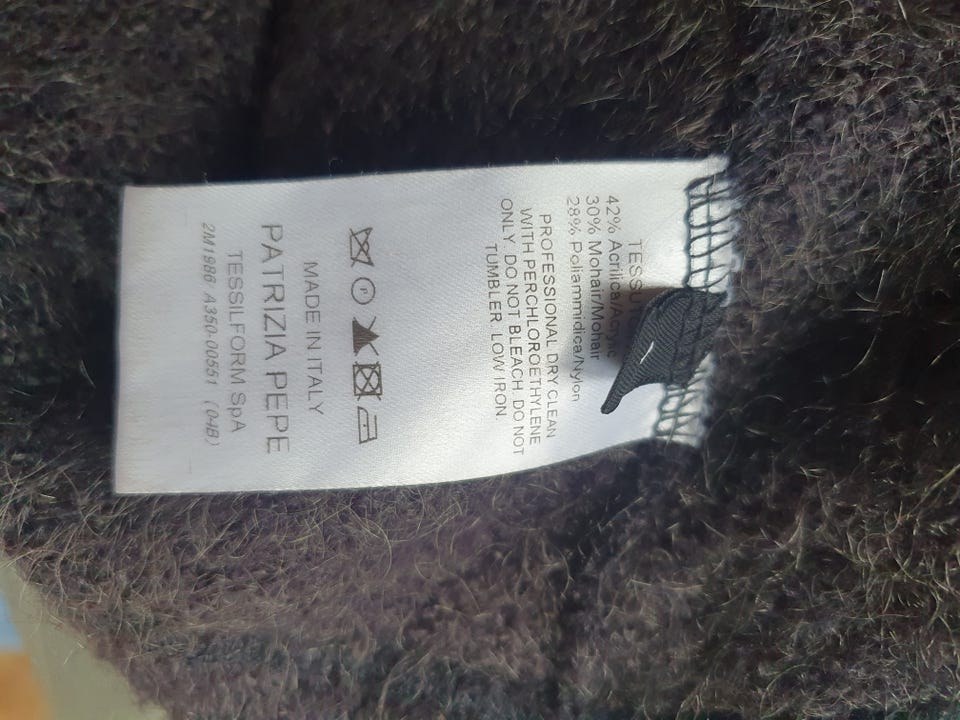 42% Acrilica/Acrylic
30% Mohair/Mohair
28% Poliammidica/Nylon
PROFESSIONAL DRY CLEAN
WITH PERCHLOROETHYLENE
ONLY. DO NOT BLEACH. DO NOT
TUMBLER. LOW IRON.
P
MADE IN ITALY
PATRIZIA PEPE
TESSILFORM SpA
2M1986 A350-00551 (04B)